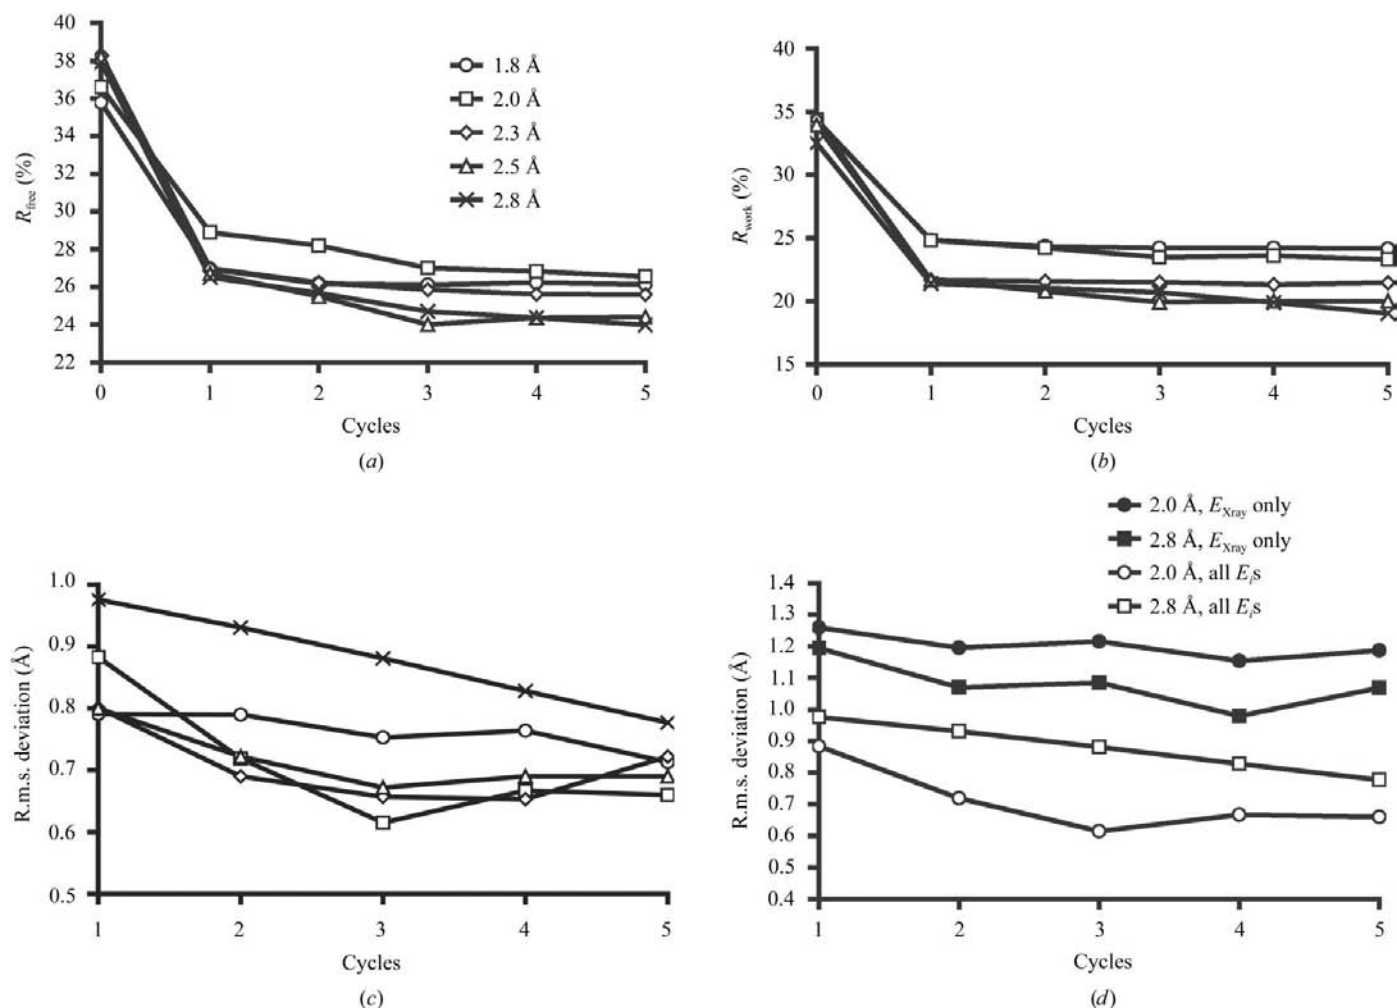 40
38
36
34
32
30
28
26
24
22
R_free (%)
1.8 Å
2.0 Å
2.3 Å
2.5 Å
2.8 Å
0 1 2 3 4 5
Cycles
(a)
40
35
30
25
20
15
R_work (%)
0 1 2 3 4 5
Cycles
(b)
1.0
0.9
0.8
0.7
0.6
0.5
R.m.s. deviation (Å)
1 2 3 4 5
Cycles
(c)
2.0 Å, E_Xray only
2.8 Å, E_Xray only
2.0 Å, all E_i s
2.8 Å, all E_i s
1.4
1.3
1.2
1.1
1.0
0.9
0.8
0.7
0.6
0.5
0.4
R.m.s. deviation (Å)
1 2 3 4 5
Cycles
(d)